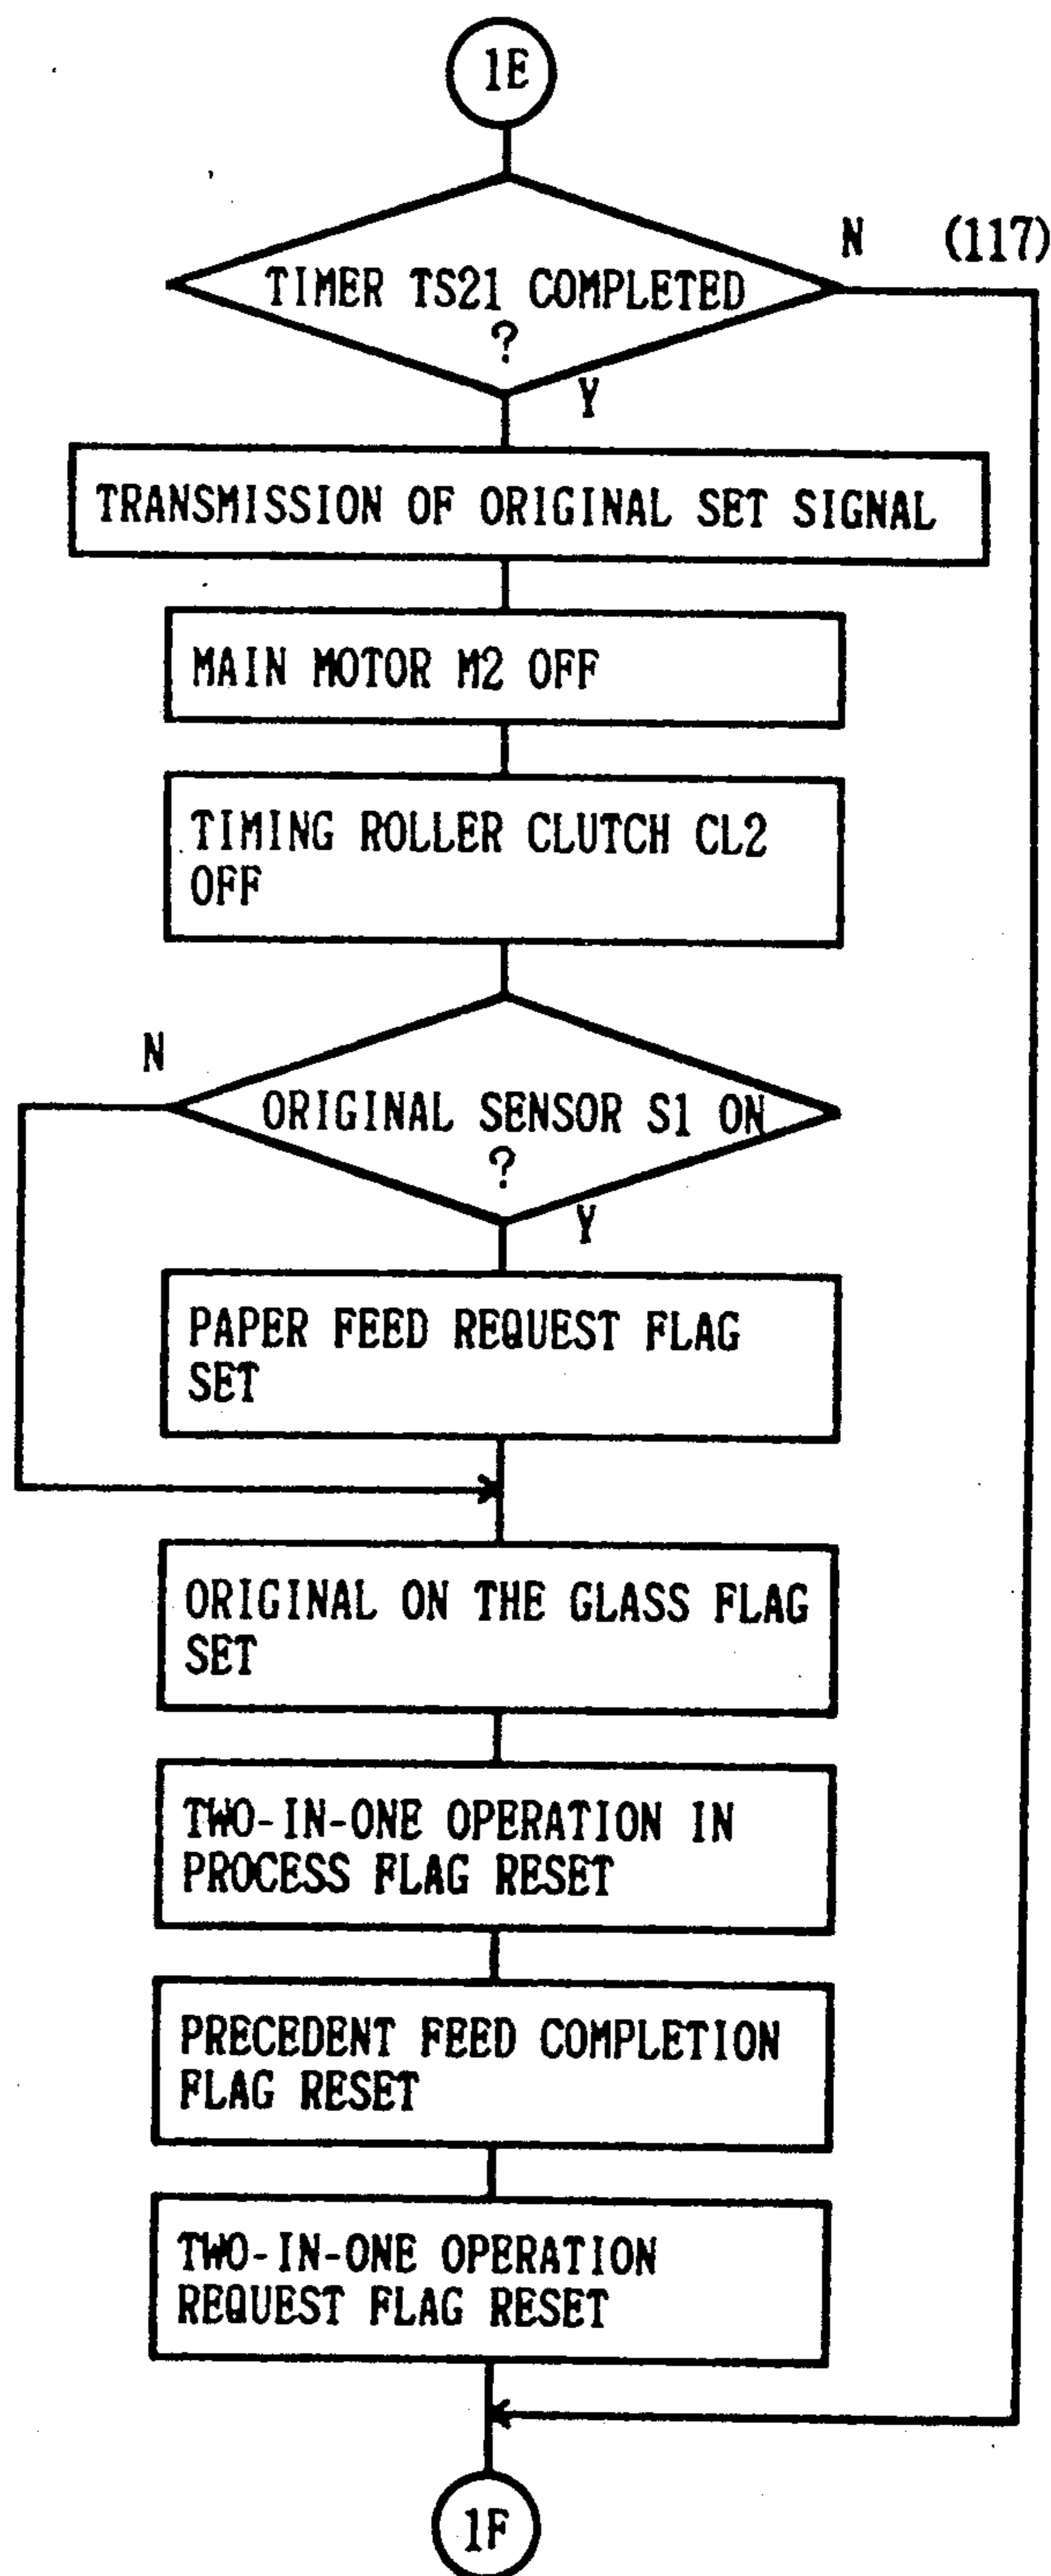 1E
N (117)
TIMER TS21 COMPLETED
?
Y
TRANSMISSION OF ORIGINAL SET SIGNAL
MAIN MOTOR M2 OFF
TIMING ROLLER CLUTCH CL2
OFF
N
ORIGINAL SENSOR S1 ON
?
Y
PAPER FEED REQUEST FLAG
SET
ORIGINAL ON THE GLASS FLAG
SET
TWO-IN-ONE OPERATION IN
PROCESS FLAG RESET
PRECEDENT FEED COMPLETION
FLAG RESET
TWO-IN-ONE OPERATION
REQUEST FLAG RESET
1F